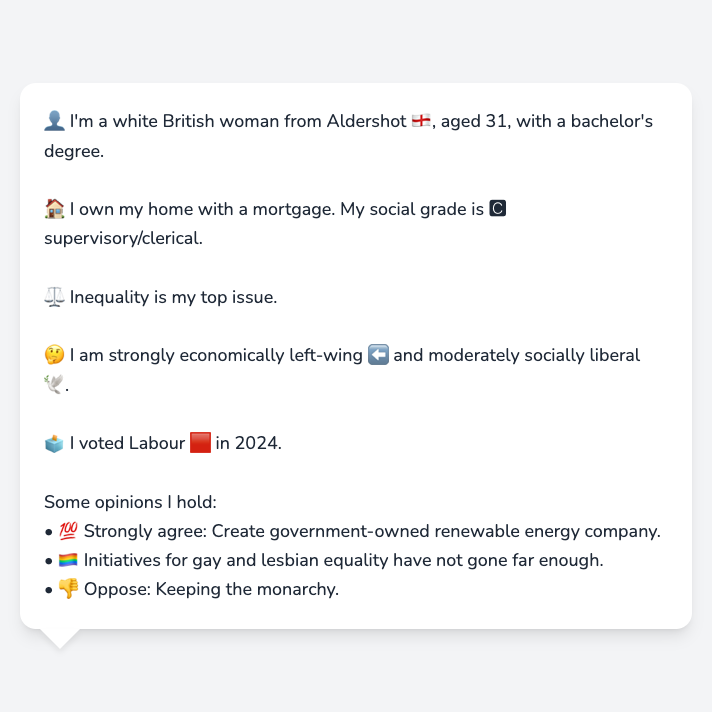 👤 I'm a white British woman from Aldershot 🏴󠁧󠁢󠁥󠁮󠁧󠁿, aged 31, with a bachelor's
degree.
🏠 I own my home with a mortgage. My social grade is 🅲
supervisory/clerical.
⚖️ Inequality is my top issue.
🤔 I am strongly economically left-wing ⬅️ and moderately socially liberal
🕊️.
🗳️ I voted Labour 🟥 in 2024.
Some opinions I hold:
• 💯 Strongly agree: Create government-owned renewable energy company.
• 🏳️‍🌈 Initiatives for gay and lesbian equality have not gone far enough.
• 👎 Oppose: Keeping the monarchy.